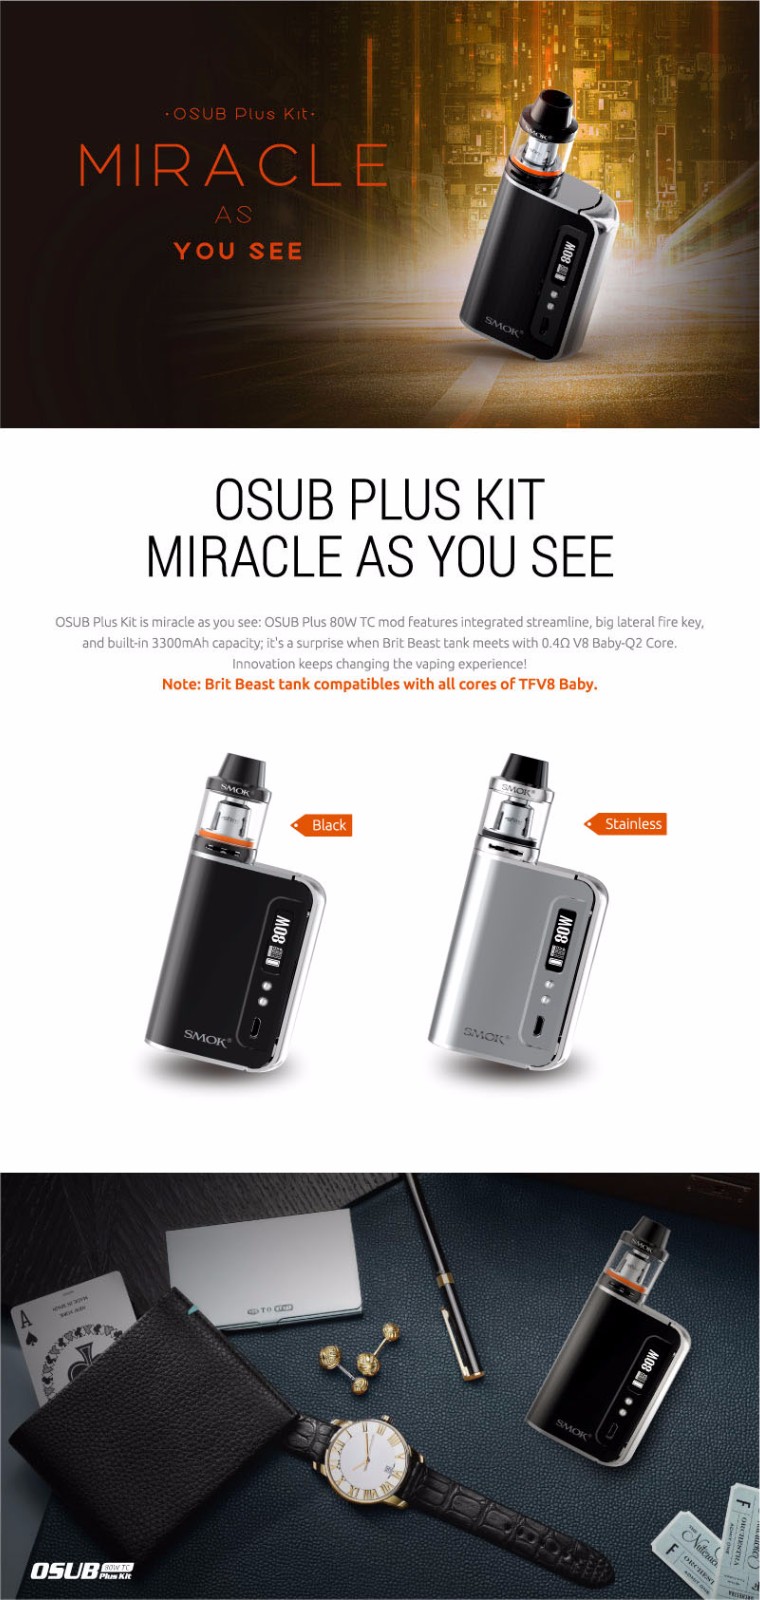 ·OSUB Plus Kit·
MIRACLE
AS
YOU SEE
SMOK
80W
SMOK®
OSUB PLUS KIT
MIRACLE AS YOU SEE
OSUB Plus Kit is miracle as you see: OSUB Plus 80W TC mod features integrated streamline, big lateral fire key,
and built-in 3300mAh capacity; it's a surprise when Brit Beast tank meets with 0.4Ω V8 Baby-Q2 Core.
Innovation keeps changing the vaping experience!
Note: Brit Beast tank compatibles with all cores of TFV8 Baby.
SMOK®
Black
80W
SMOK®
SMOK®
Stainless
80W
SMOK®
A
SMOK
80W
SMOK®
F
ORCHESTRA
F
OSUB 80W TC
Plus Kit